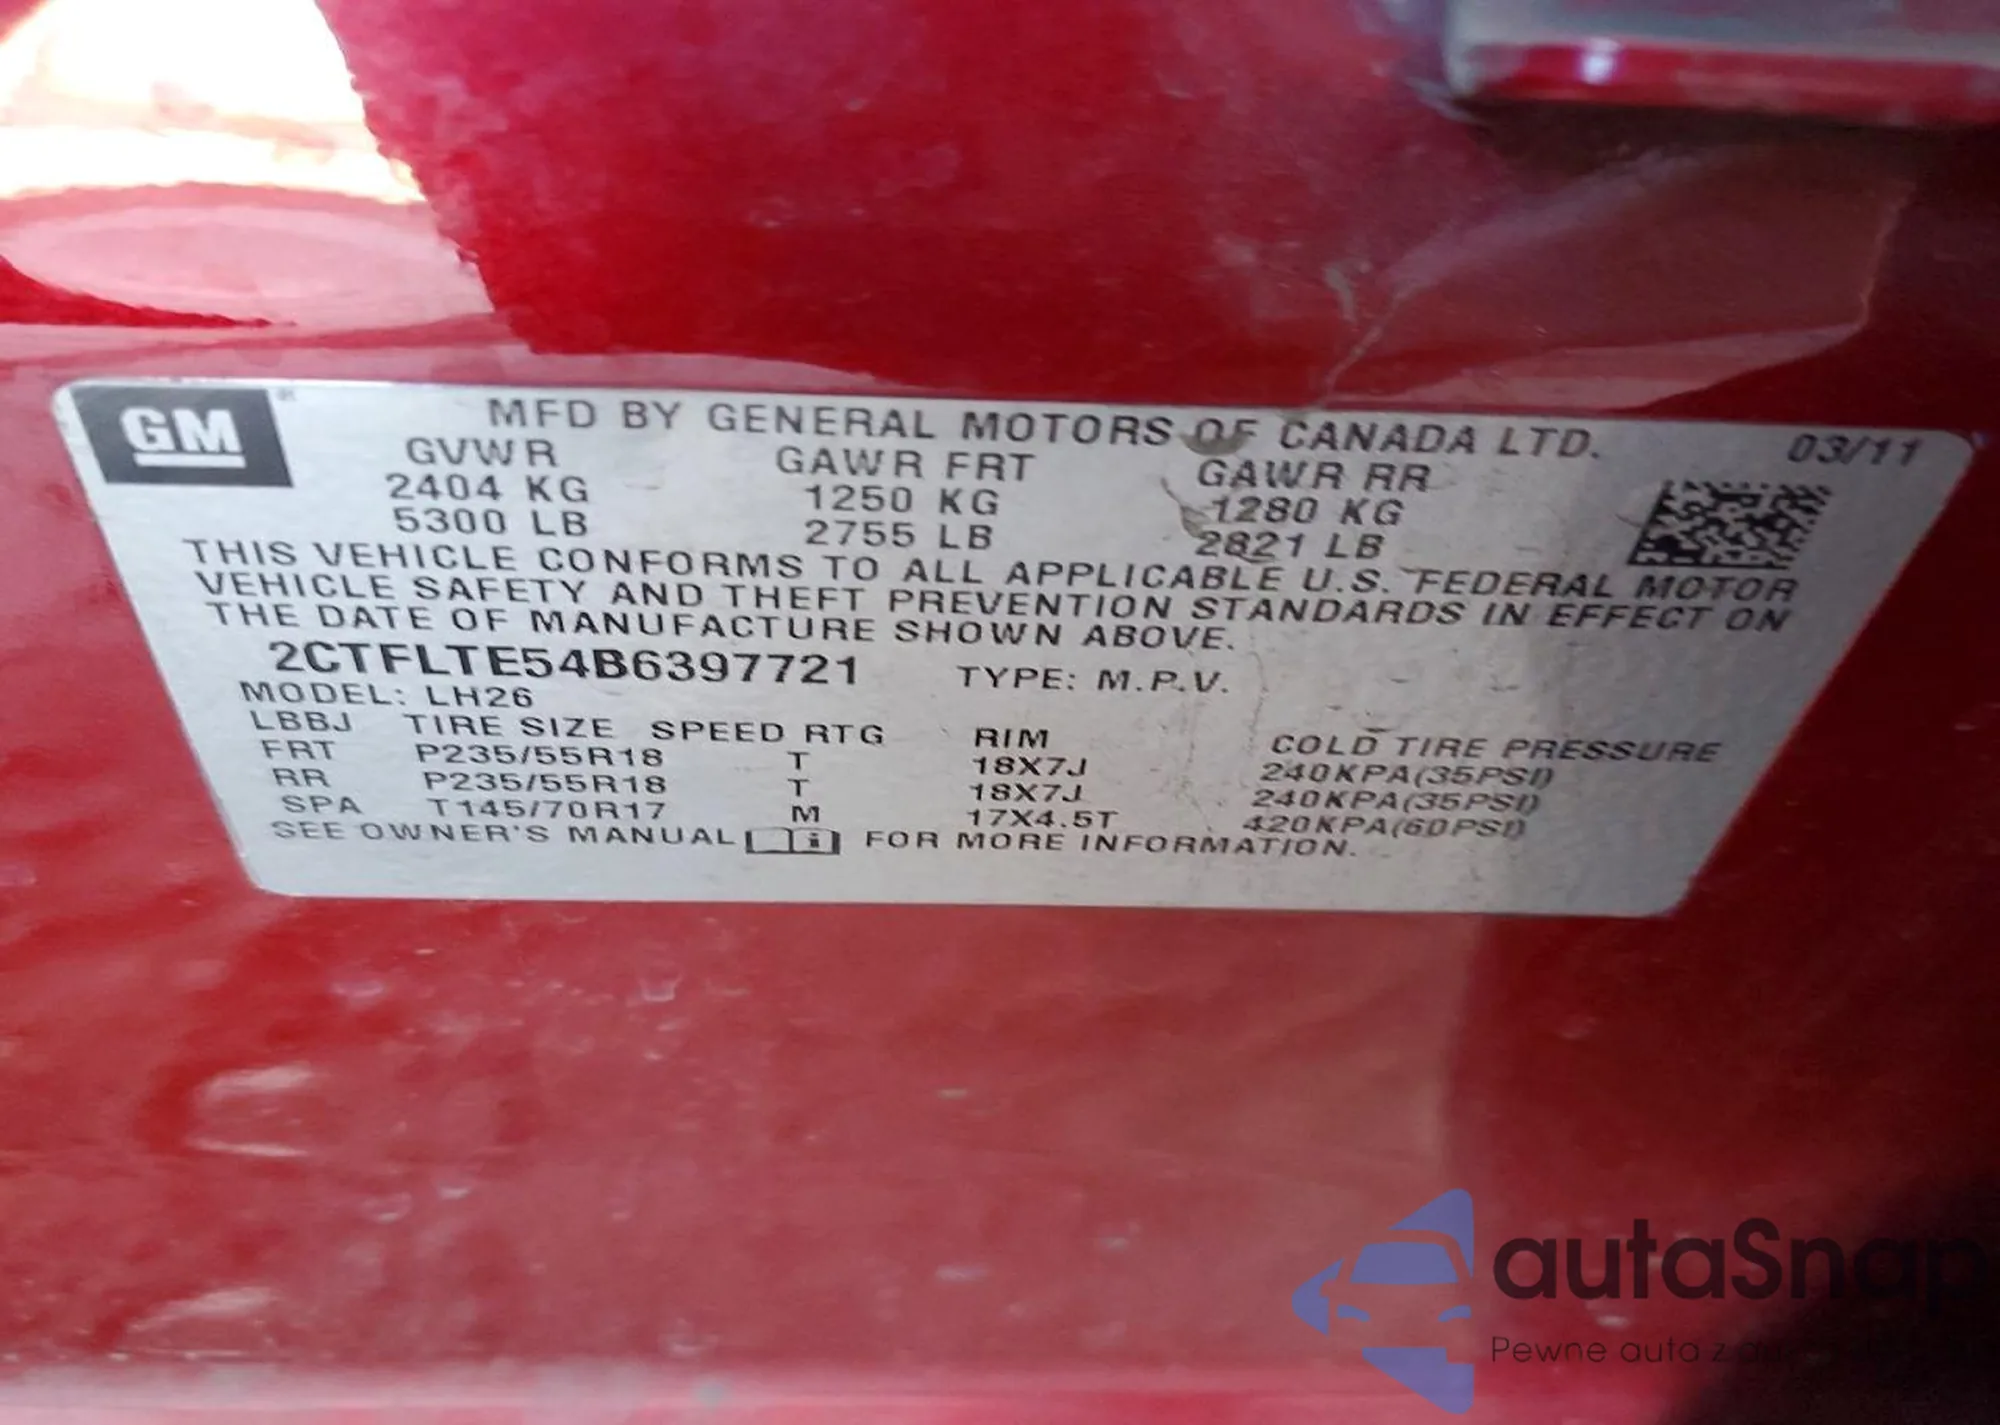 GM
MFD BY GENERAL MOTORS OF CANADA LTD. 03/11
GVWR GAWR FRT GAWR RR
2404 KG 1250 KG 1280 KG
5300 LB 2755 LB 2821 LB
THIS VEHICLE CONFORMS TO ALL APPLICABLE U.S. FEDERAL MOTOR
VEHICLE SAFETY AND THEFT PREVENTION STANDARDS IN EFFECT ON
THE DATE OF MANUFACTURE SHOWN ABOVE.
2CTFLTE54B6397721 TYPE: M.P.V.
MODEL: LH26
LBBJ TIRE SIZE SPEED RTG RIM COLD TIRE PRESSURE
FRT P235/55R18 T 18X7J 240KPA(35PSI)
RR P235/55R18 T 18X7J 240KPA(35PSI)
SPA T145/70R17 M 17X4.5T 420KPA(60PSI)
SEE OWNER'S MANUAL FOR MORE INFORMATION.
autaSnap
Pewne auta z